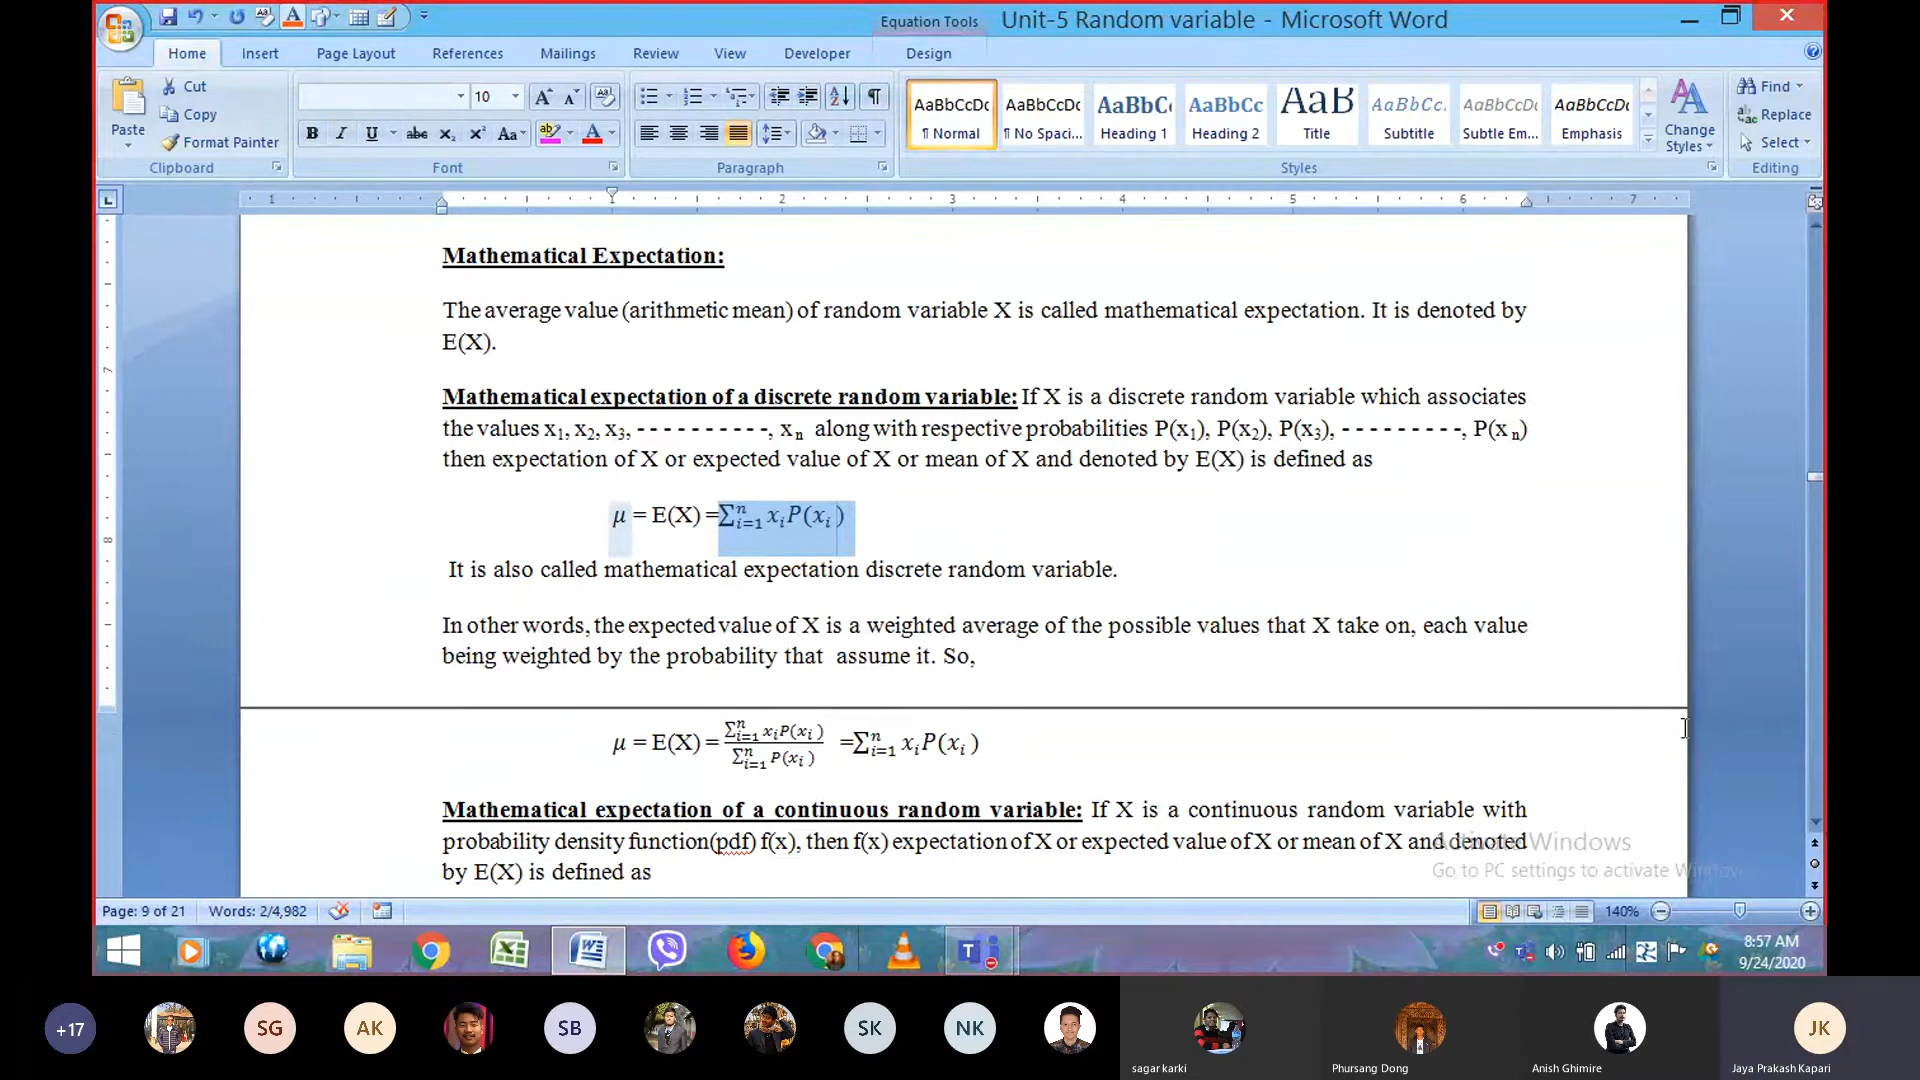 Equation Tools
Unit-5 Random variable - Microsoft Word
Home Insert Page Layout References Mailings Review View Developer Design
Cut
Copy
Format Painter
Paste
Clipboard
10
Font
Paragraph
AaBbCcDc AaBbCcDc AaBbC AaBbCc AaB AaBbCc. AaBbCcDc AaBbCcDc
¶ Normal ¶ No Spaci... Heading 1 Heading 2 Title Subtitle Subtle Em... Emphasis
Change Styles
Styles
Find
Replace
Select
Editing
1 1 2 3 4 5 6 7
Mathematical Expectation:
The average value (arithmetic mean) of random variable X is called mathematical expectation. It is denoted by
E(X).
Mathematical expectation of a discrete random variable: If X is a discrete random variable which associates
the values x₁, x₂, x₃, - - - - - - - - - -, xₙ along with respective probabilities P(x₁), P(x₂), P(x₃), - - - - - - - - -, P(xₙ)
then expectation of X or expected value of X or mean of X and denoted by E(X) is defined as
μ = E(X) =∑ⁿᵢ₌₁ xᵢP(xᵢ )
It is also called mathematical expectation discrete random variable.
In other words, the expected value of X is a weighted average of the possible values that X take on, each value
being weighted by the probability that assume it. So,
μ = E(X) = ∑ⁿᵢ₌₁ xᵢP(xᵢ) / ∑ⁿᵢ₌₁ P(xᵢ) =∑ⁿᵢ₌₁ xᵢP(xᵢ )
Mathematical expectation of a continuous random variable: If X is a continuous random variable with
probability density function(pdf) f(x), then f(x) expectation of X or expected value of X or mean of X and denoted
by E(X) is defined as
Activate Windows
Go to PC settings to activate Windows
7
8
Page: 9 of 21 Words: 2/4,982 140%
8:57 AM
9/24/2020
+17 SG AK SB SK NK JK
sagar karki Phursang Dong Anish Ghimire Jaya Prakash Kapari